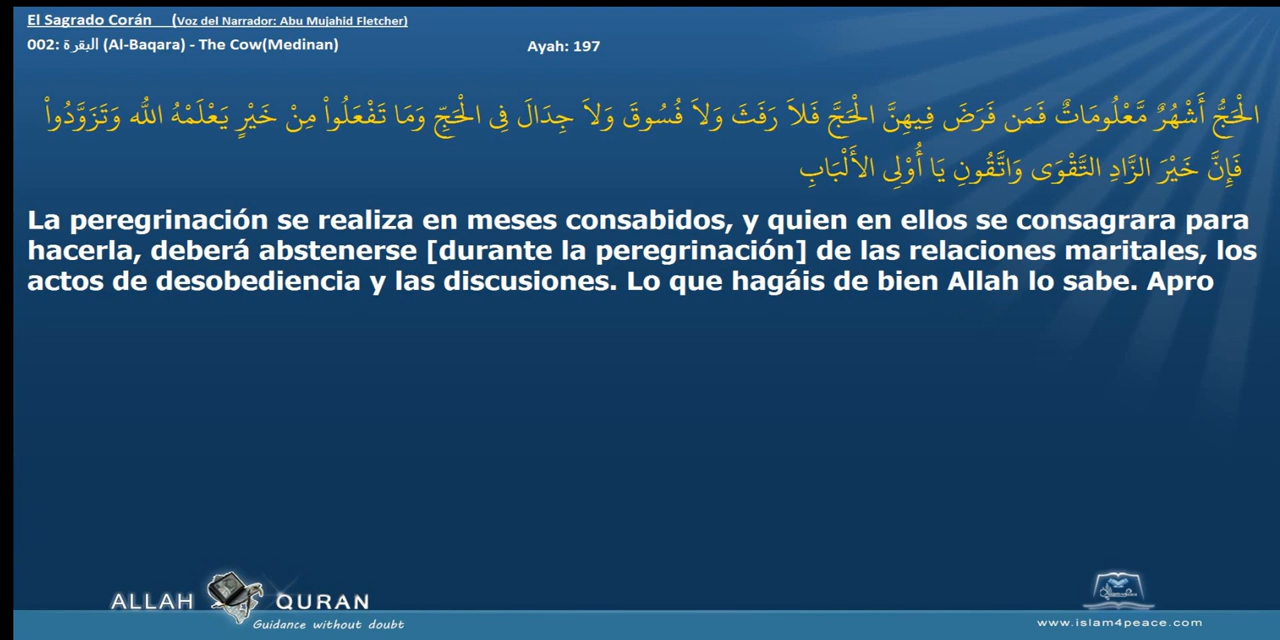 El Sagrado Corán (Voz del Narrador: Abu Mujahid Fletcher)
002: البقرة (Al-Baqara) - The Cow(Medinan) Ayah: 197
الْحَجُّ أَشْهُرٌ مَّعْلُومَاتٌ فَمَن فَرَضَ فِيهِنَّ الْحَجَّ فَلاَ رَفَثَ وَلاَ فُسُوقَ وَلاَ جِدَالَ فِي الْحَجِّ وَمَا تَفْعَلُواْ مِنْ خَيْرٍ يَعْلَمْهُ اللّهُ وَتَزَوَّدُواْ
فَإِنَّ خَيْرَ الزَّادِ التَّقْوَى وَاتَّقُونِ يَا أُوْلِي الأَلْبَابِ
La peregrinación se realiza en meses consabidos, y quien en ellos se consagrara para
hacerla, deberá abstenerse [durante la peregrinación] de las relaciones maritales, los
actos de desobediencia y las discusiones. Lo que hagáis de bien Allah lo sabe. Apro
ALLAH QURAN
Guidance without doubt
www.islam4peace.com